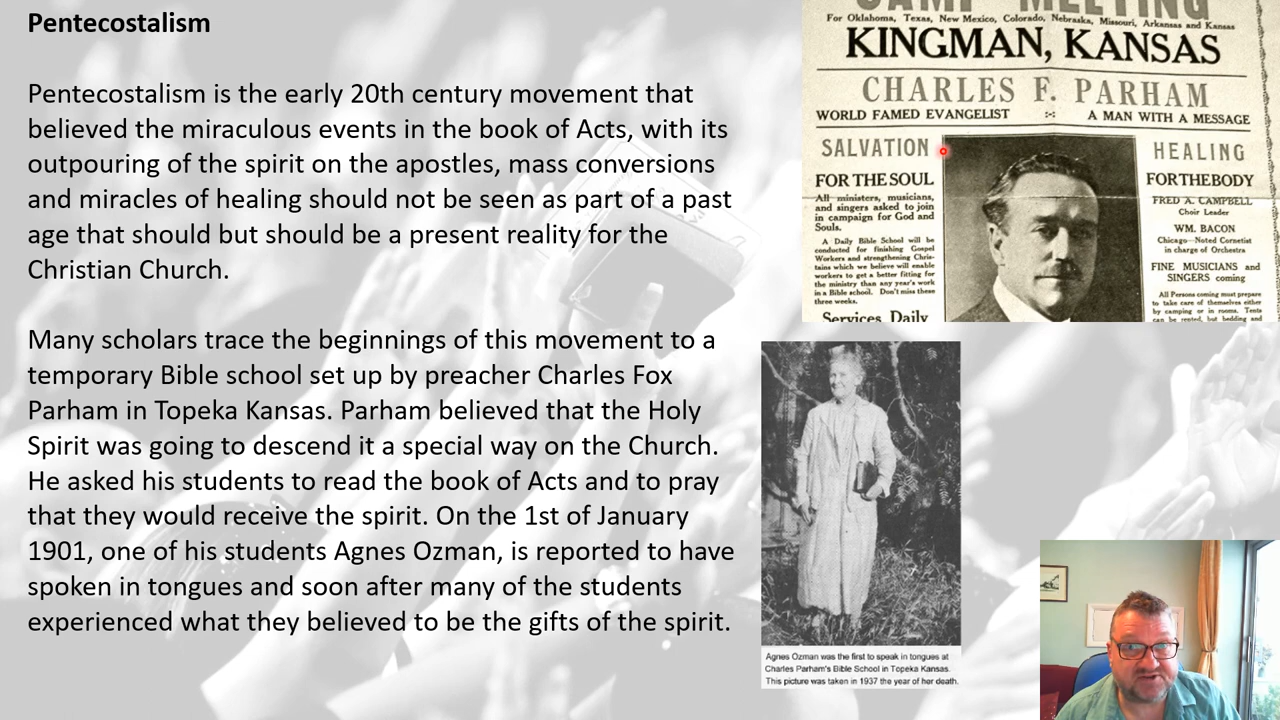 Pentecostalism
Pentecostalism is the early 20th century movement that
believed the miraculous events in the book of Acts, with its
outpouring of the spirit on the apostles, mass conversions
and miracles of healing should not be seen as part of a past
age that should but should be a present reality for the
Christian Church.
Many scholars trace the beginnings of this movement to a
temporary Bible school set up by preacher Charles Fox
Parham in Topeka Kansas. Parham believed that the Holy
Spirit was going to descend it a special way on the Church.
He asked his students to read the book of Acts and to pray
that they would receive the spirit. On the 1st of January
1901, one of his students Agnes Ozman, is reported to have
spoken in tongues and soon after many of the students
experienced what they believed to be the gifts of the spirit.
CAMP MEETING
For Oklahoma, Texas, New Mexico, Colorado, Nebraska, Missouri, Arkansas and Kansas
KINGMAN, KANSAS
CHARLES F. PARHAM
WORLD FAMED EVANGELIST :-: A MAN WITH A MESSAGE
SALVATION
FOR THE SOUL
All ministers, musicians,
and singers asked to join
in campaign for God and
Souls.
A Daily Bible School will be
conducted for finishing Gospel
Workers and strengthening Chris-
tains which we believe will enable
workers to get a better fitting for
the ministry than any year's work
in a Bible school. Don't miss these
three weeks.
Services Daily
HEALING
FOR THE BODY
FRED A. CAMPBELL
Choir Leader
WM. BACON
Chicago—Noted Cornetist
in charge of Orchestra
FINE MUSICIANS and
SINGERS coming
All Persons coming must prepare
to take care of themselves either
by camping or in rooms. Tents
can be rented, but bedding and
Agnes Ozman was the first to speak in tongues at
Charles Parham's Bible School in Topeka Kansas.
This picture was taken in 1937 the year of her death.